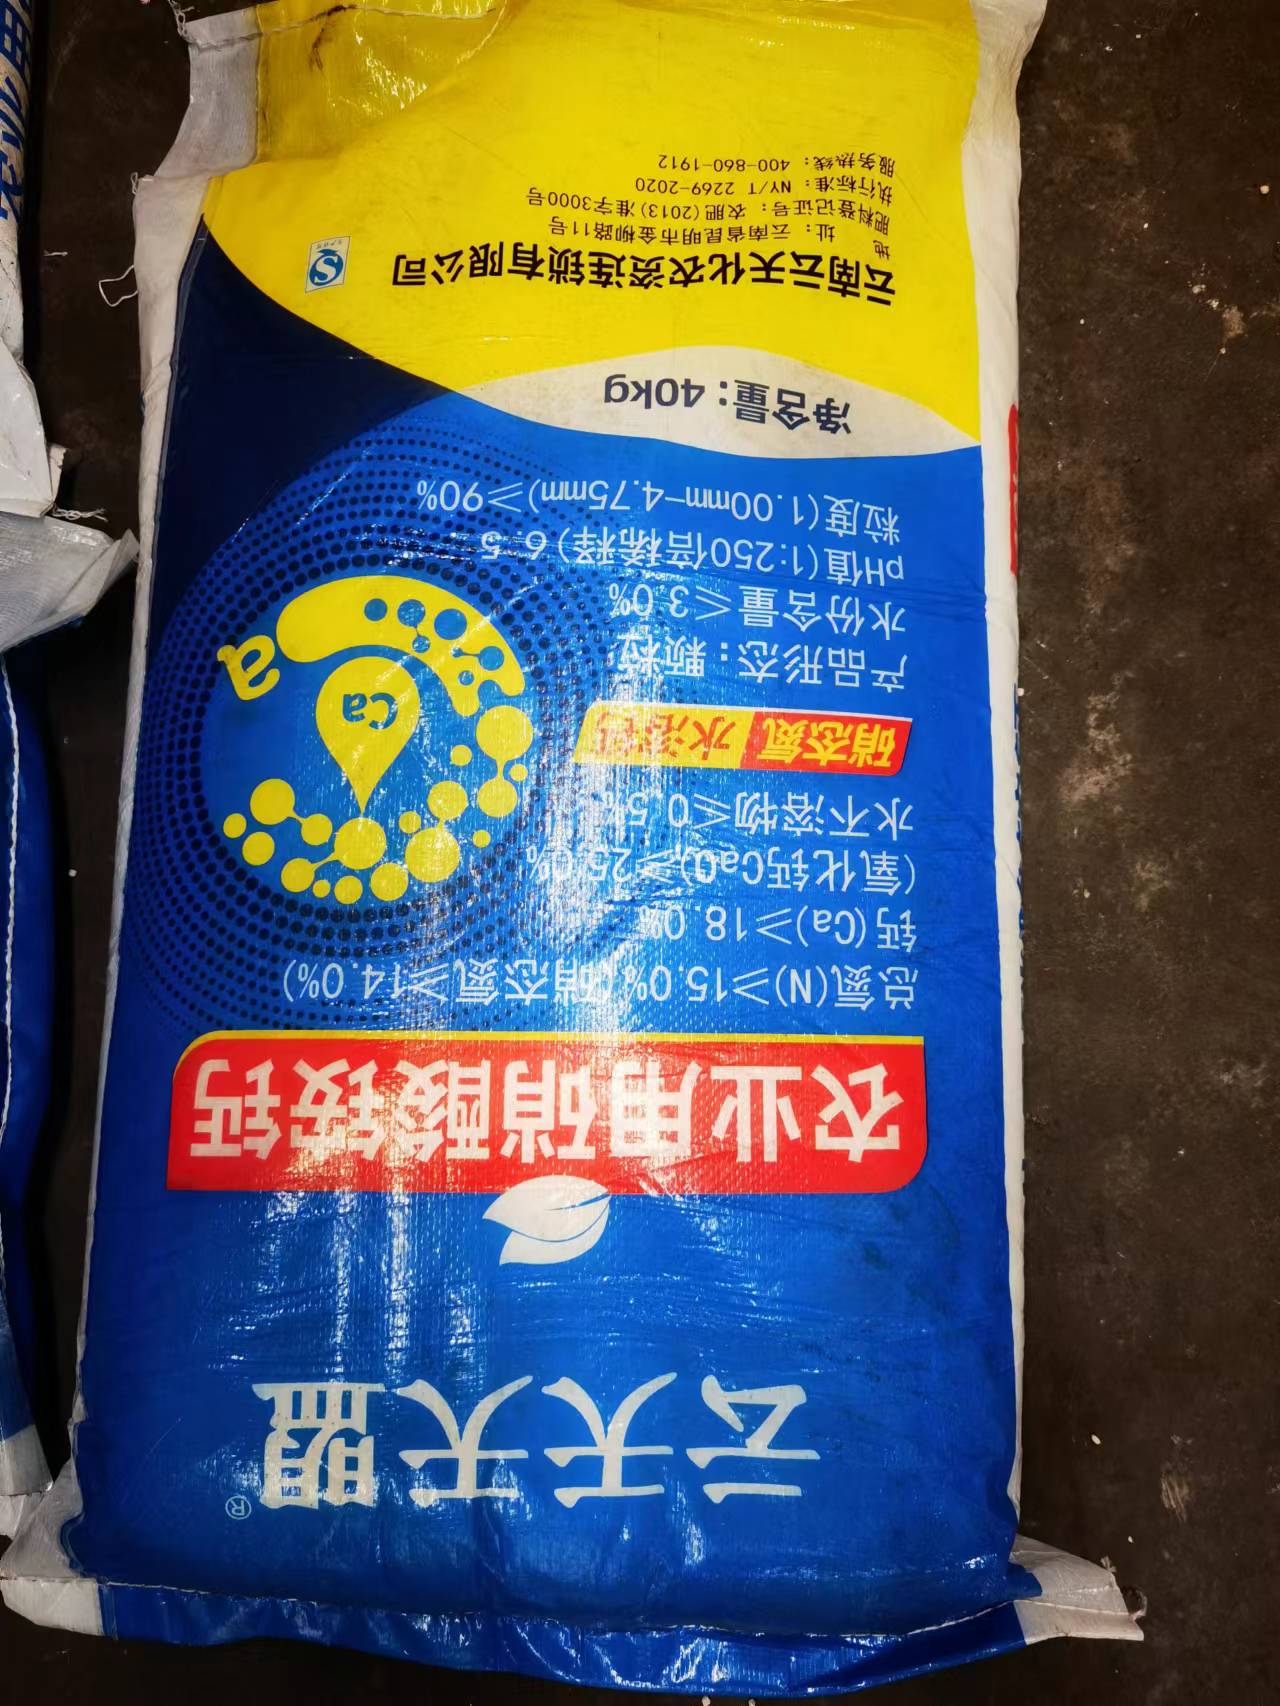 云天天盟®
农业用硝酸铵钙
总氮(N)≥15.0%(硝态氮≥14.0%)
钙(Ca)≥18.0%
(氧化钙CaO)≥25.0%
水不溶物≤0.5%
硝态氮 水溶钙
产品形态：颗粒
水份含量≤3.0%
pH值(1:250倍稀释)6.5
粒度(1.00mm-4.75mm)≥90%
Ca
a
净含量：40kg
云南云天化农资连锁有限公司
地 址：云南省昆明市金柳路11号
肥料登记证号：农肥(2013)准字3000号
执行标准：NY/T 2269-2020
服务热线：400-860-1912